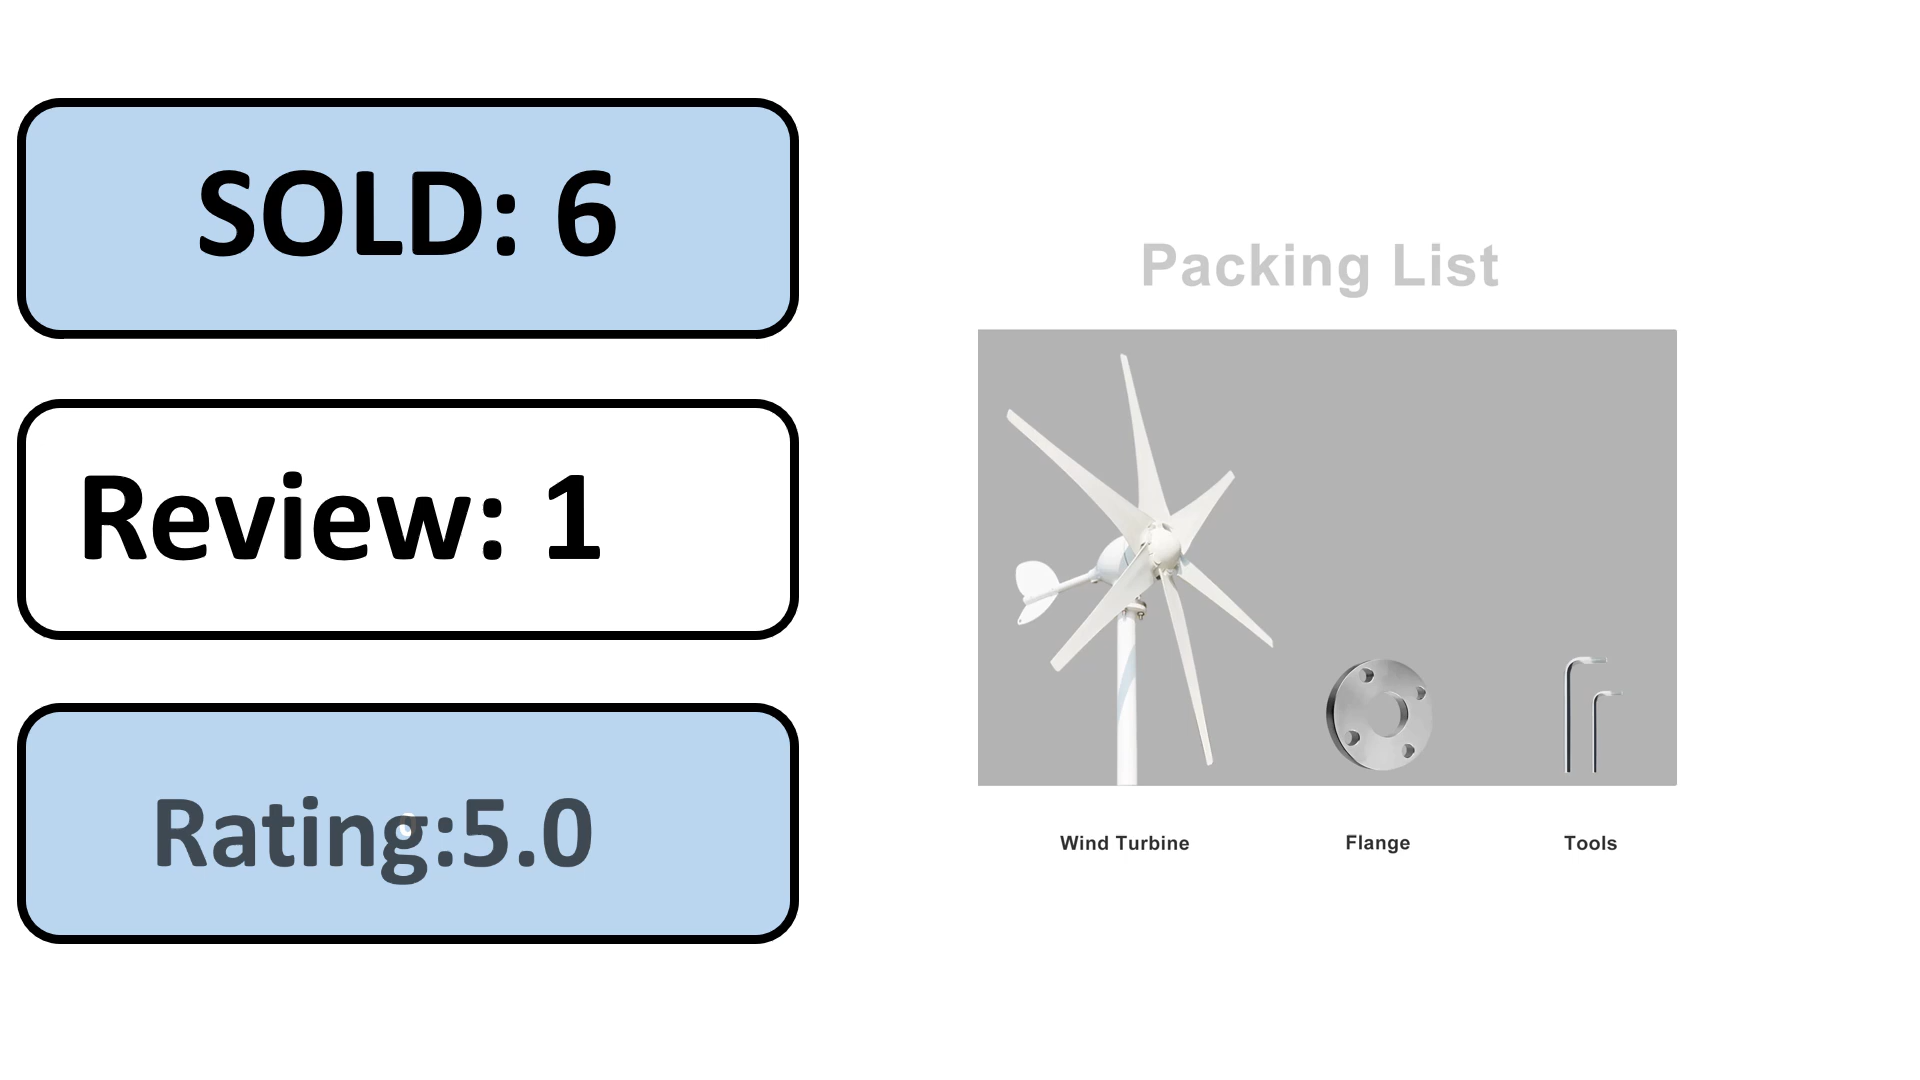 SOLD: 6
Review: 1
Rating:5.0
Packing List
Wind Turbine
Flange
Tools